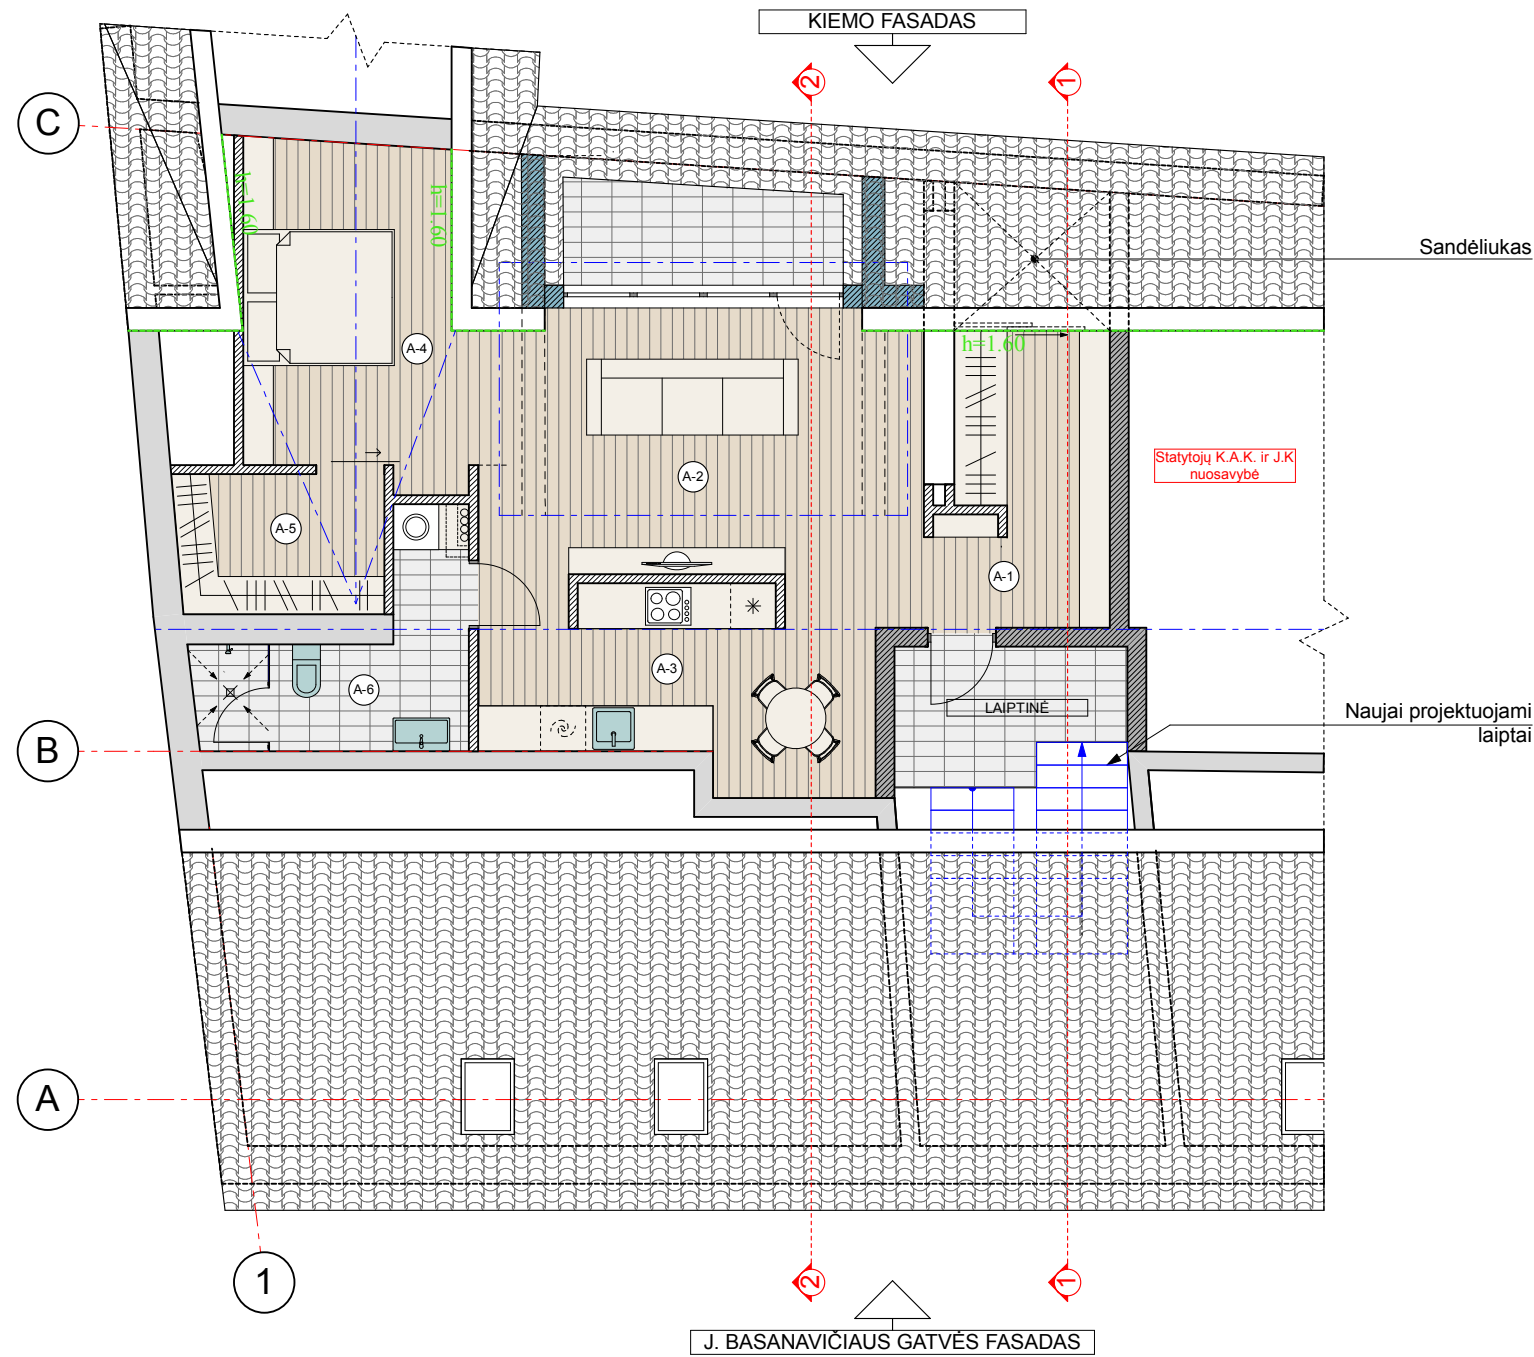 KIEMO FASADAS
2
1
C
h=1.60
h=1.60
Sandėliukas
h=1.60
A-4
Statytojų K.A.K. ir J.K
nuosavybė
A-2
A-5
A-1
A-3
A-6
LAIPTINĖ
Naujai projektuojami
laiptai
B
A
1
2
1
J. BASANAVIČIAUS GATVĖS FASADAS